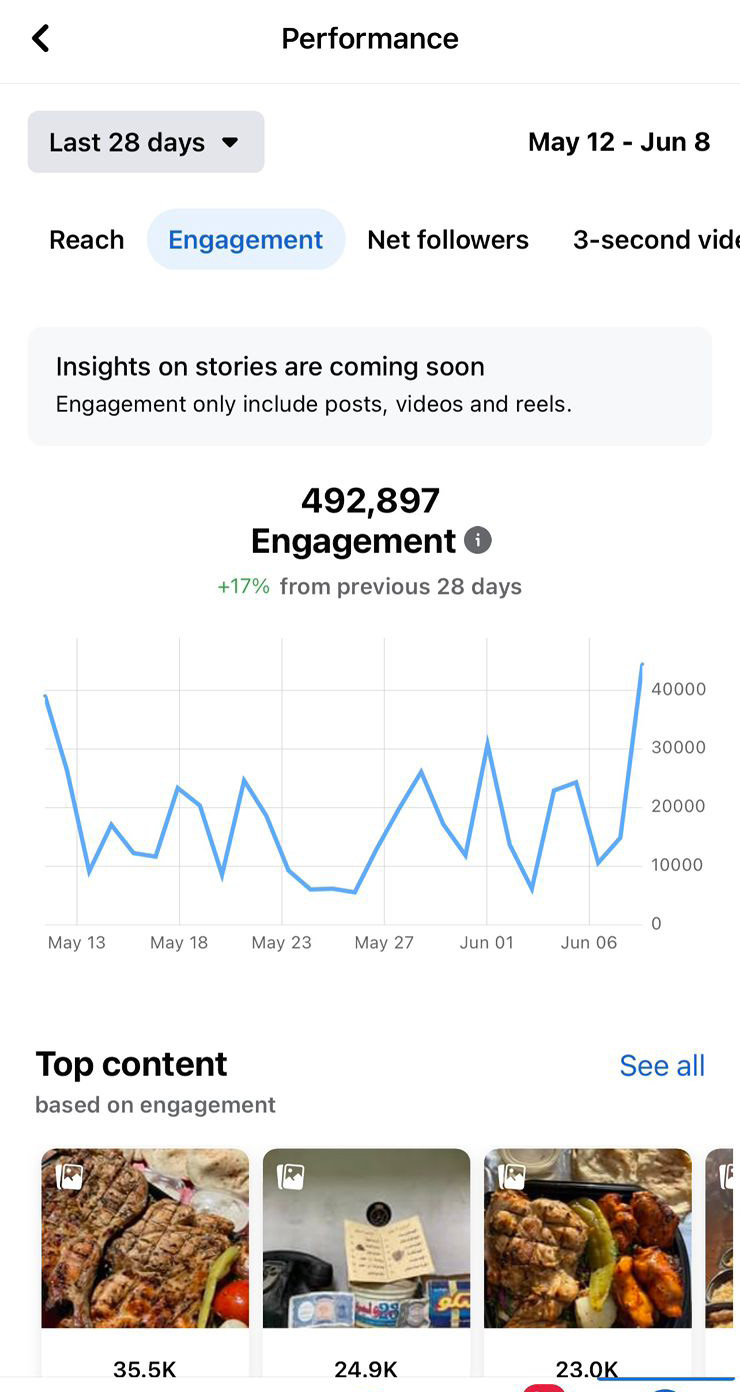 Performance
Last 28 days
May 12 - Jun 8
Reach
Engagement
Net followers
3-second vide
Insights on stories are coming soon
Engagement only include posts, videos and reels.
492,897
Engagement
+17% from previous 28 days
40000
30000
20000
10000
0
May 13
May 18
May 23
May 27
Jun 01
Jun 06
Top content
See all
based on engagement
35.5K
24.9K
23.0K